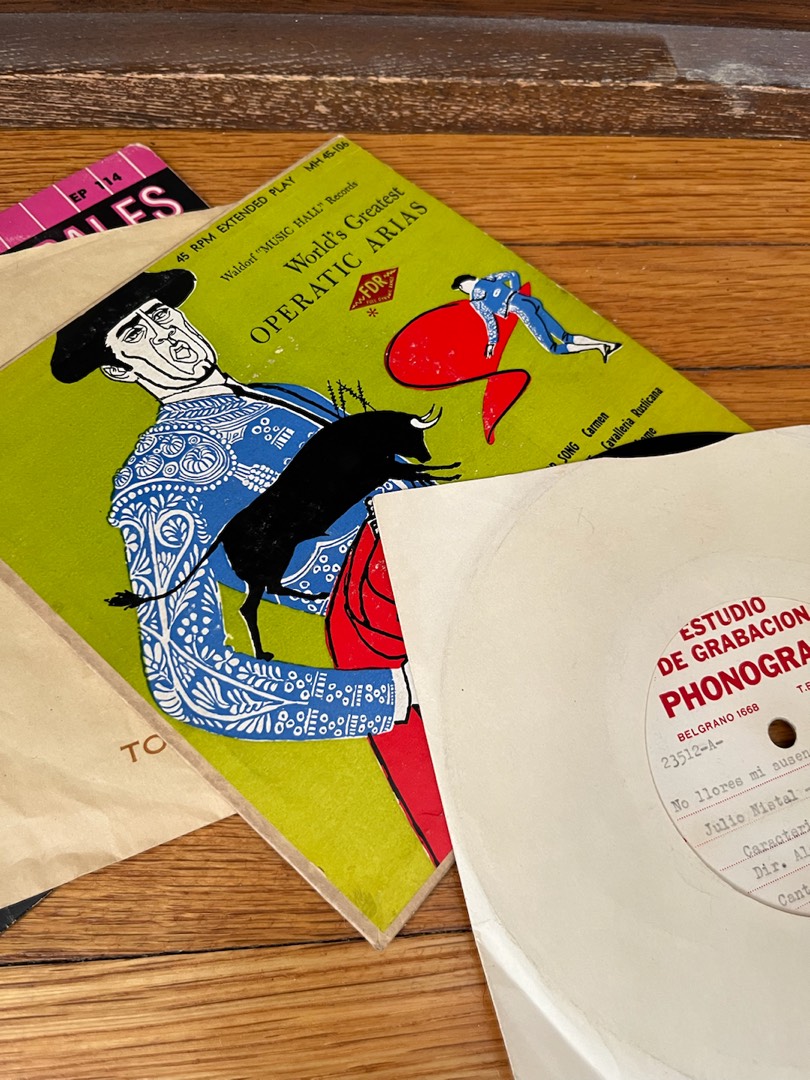 EP 114
ALES
45 RPM EXTENDED PLAY MH 45-106
Waldorf "MUSIC HALL" Records
World's Greatest
OPERATIC ARIAS
FDR
*
SONG Carmen
Cavalleria Rusticana
TO
ESTUDIO
DE GRABACION
PHONOGRA
BELGRANO 1668 T.E
23512-A-
No llores mi ausen
Julio Nistal -
Caracteri
Dir. Al
Cant